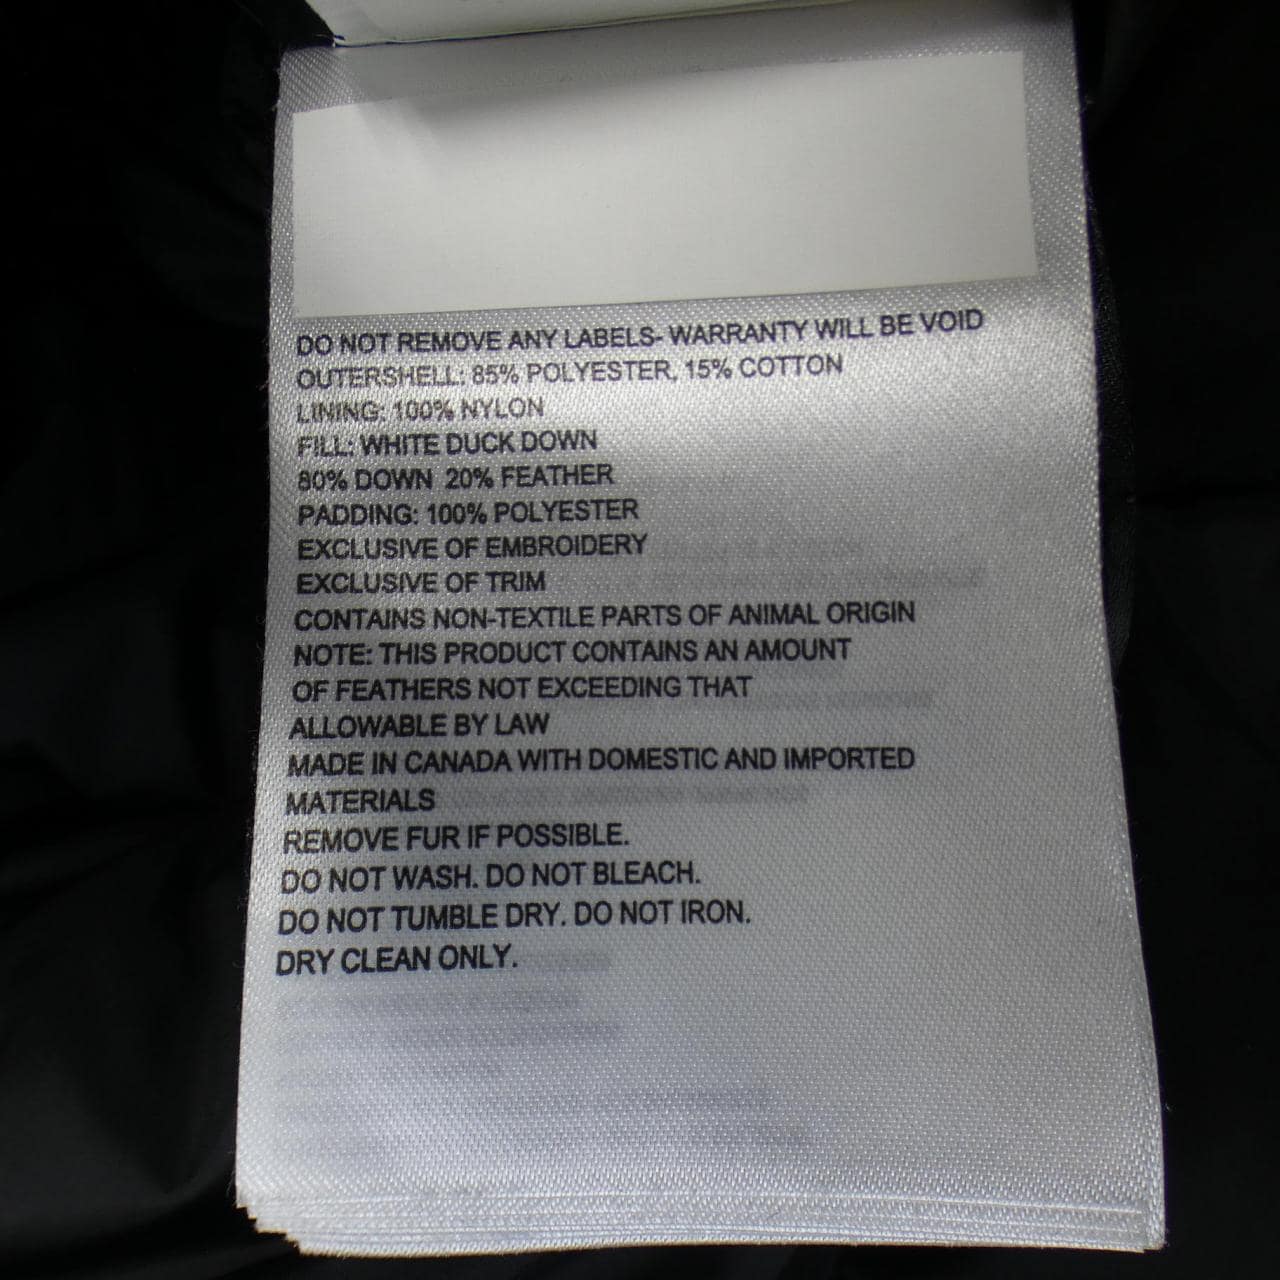 DO NOT REMOVE ANY LABELS- WARRANTY WILL BE VOID
OUTERSHELL: 85% POLYESTER, 15% COTTON
LINING: 100% NYLON
FILL: WHITE DUCK DOWN
80% DOWN 20% FEATHER
PADDING: 100% POLYESTER
EXCLUSIVE OF EMBROIDERY
EXCLUSIVE OF TRIM
CONTAINS NON-TEXTILE PARTS OF ANIMAL ORIGIN
NOTE: THIS PRODUCT CONTAINS AN AMOUNT
OF FEATHERS NOT EXCEEDING THAT
ALLOWABLE BY LAW
MADE IN CANADA WITH DOMESTIC AND IMPORTED
MATERIALS
REMOVE FUR IF POSSIBLE.
DO NOT WASH. DO NOT BLEACH.
DO NOT TUMBLE DRY. DO NOT IRON.
DRY CLEAN ONLY.